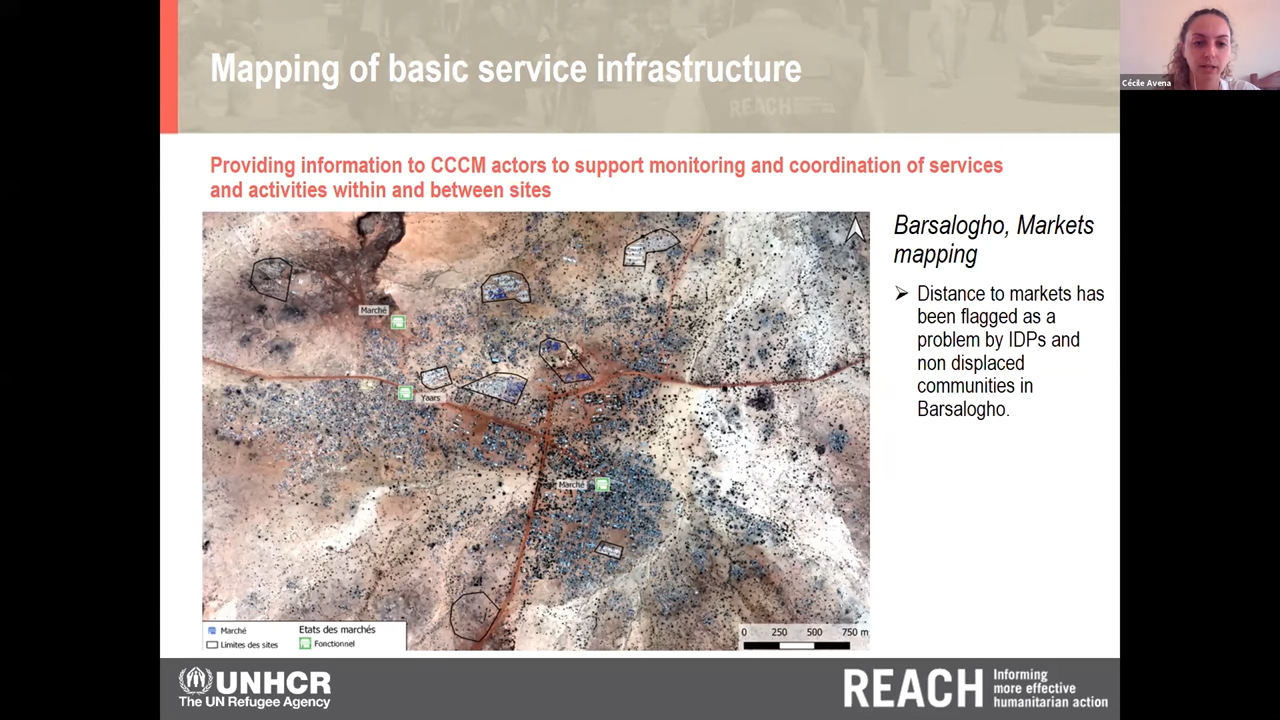 Mapping of basic service infrastructure
REACH
Cécile Avena
Providing information to CCCM actors to support monitoring and coordination of services
and activities within and between sites
Barsalogho, Markets
mapping
Distance to markets has
been flagged as a
problem by IDPs and
non displaced
communities in
Barsalogho.
Marché
Yaars
Marché
Marché
Limites des sites
Etats des marchés
Fonctionnel
0 250 500 750 m
UNHCR
The UN Refugee Agency
REACH
Informing
more effective
humanitarian action